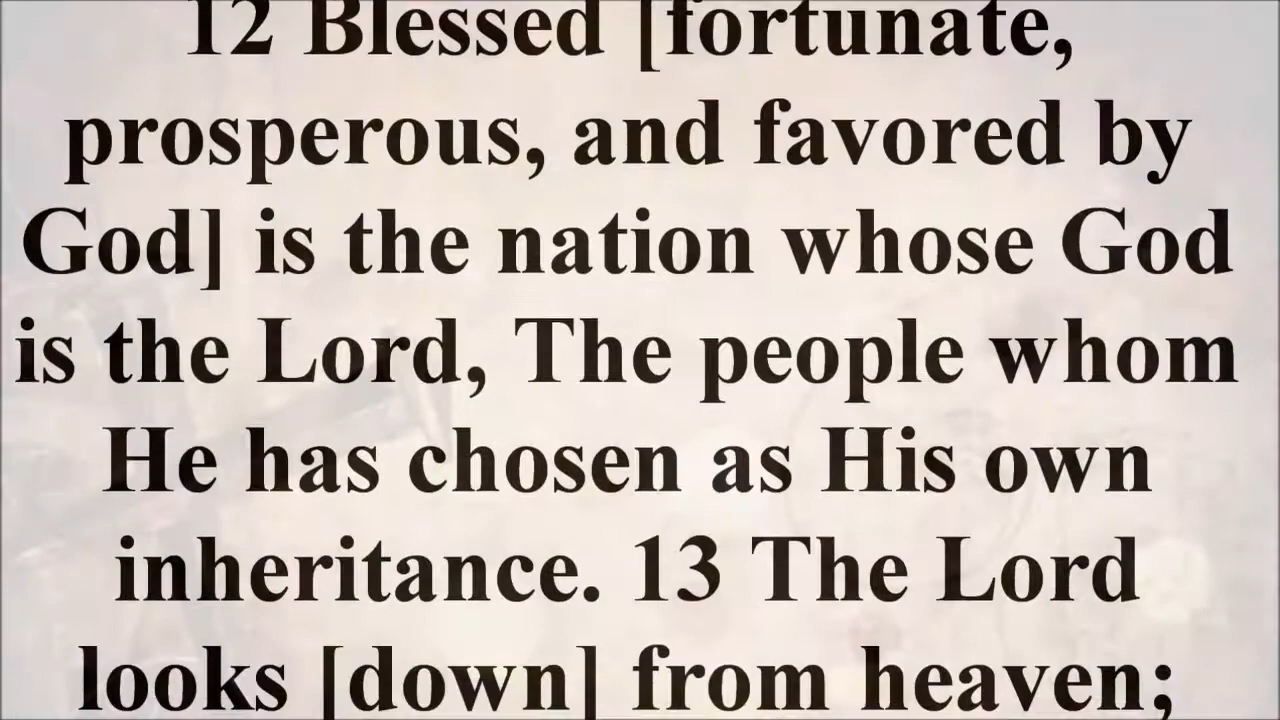 12 Blessed [fortunate,
prosperous, and favored by
God] is the nation whose God
is the Lord, The people whom
He has chosen as His own
inheritance. 13 The Lord
looks [down] from heaven;